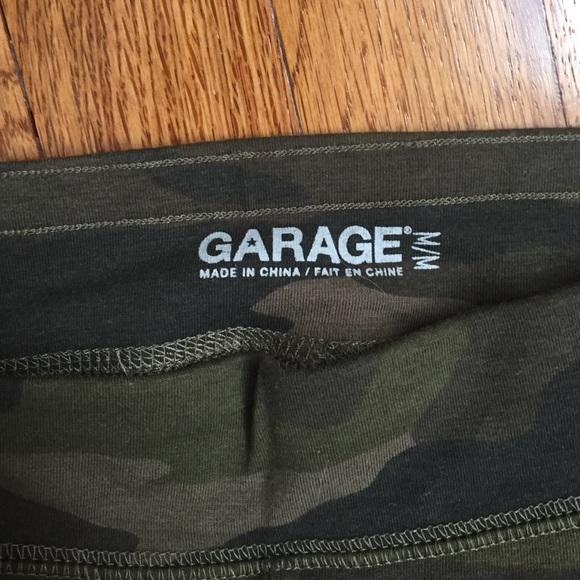 GARAGE®
M/M
MADE IN CHINA / FAIT EN CHINE